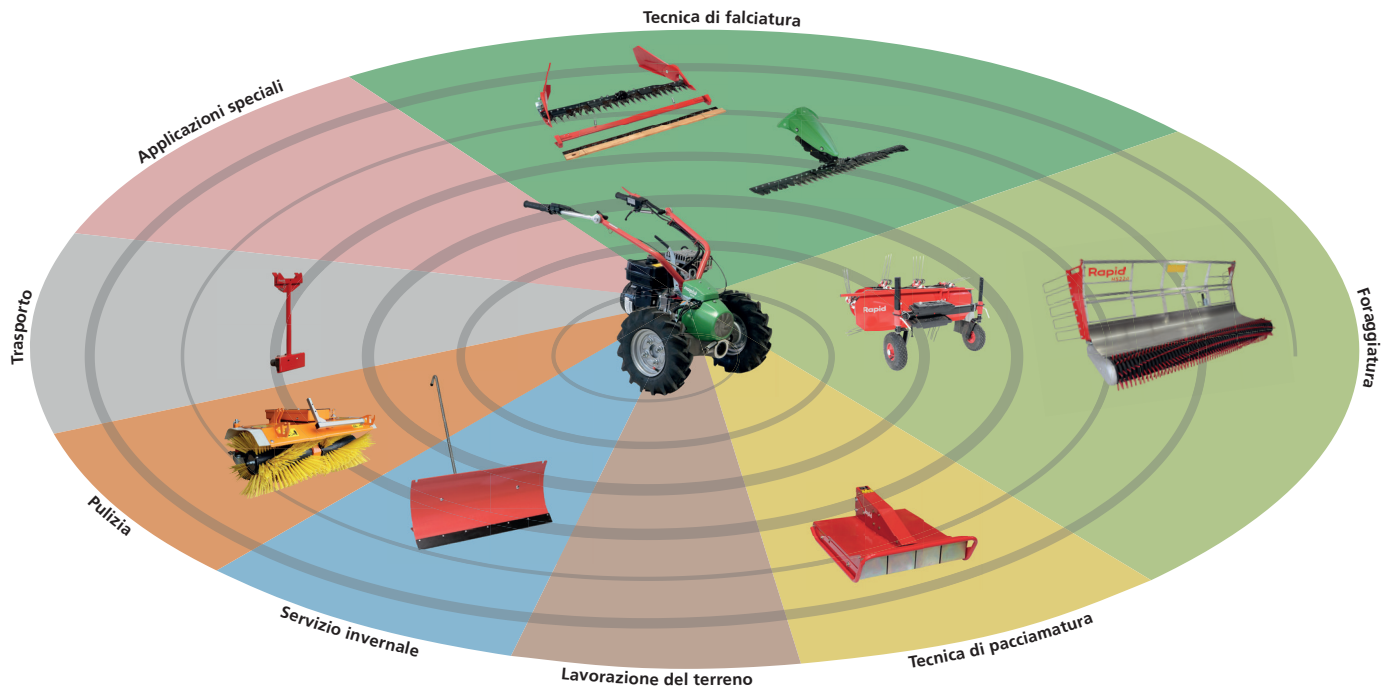 Tecnica di falciatura
Applicazioni speciali
Trasporto
Foraggiatura
Rapid
Rapid
Pulizia
Servizio invernale
Lavorazione del terreno
Tecnica di pacciamatura